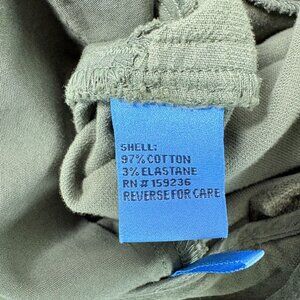 SHELL:
97% COTTON
3% ELASTANE
RN # 159236
REVERSE FOR CARE